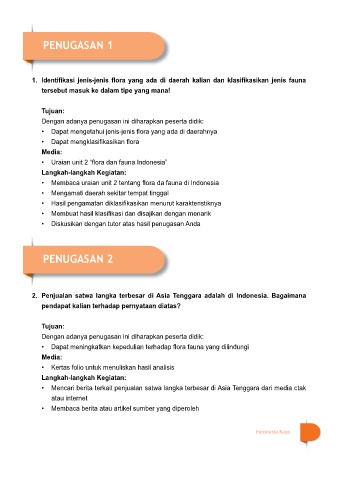 PENUGASAN 1
1. Identifikasi jenis-jenis flora yang ada di daerah kalian dan klasifikasikan jenis fauna
tersebut masuk ke dalam tipe yang mana!
Tujuan:
Dengan adanya penugasan ini diharapkan peserta didik:
• Dapat mengetahui jenis-jenis flora yang ada di daerahnya
• Dapat mengklasifikasikan flora
Media:
• Uraian unit 2 “flora dan fauna Indonesia”
Langkah-langkah Kegiatan:
• Membaca uraian unit 2 tentang flora da fauna di Indonesia
• Mengamati daerah sekitar tempat tinggal
• Hasil pengamatan diklasifikasikan menurut karakteristiknya
• Membuat hasil klasifikasi dan disajikan dengan menarik
• Diskusikan dengan tutor atas hasil penugasan Anda
PENUGASAN 2
2. Penjualan satwa langka terbesar di Asia Tenggara adalah di Indonesia. Bagaimana
pendapat kalian terhadap pernyataan diatas?
Tujuan:
Dengan adanya penugasan ini diharapkan peserta didik:
• Dapat meningkatkan kepedulian terhadap flora fauna yang dilindungi
Media:
• Kertas folio untuk menuliskan hasil analisis
Langkah-langkah Kegiatan:
• Mencari berita terkait penjualan satwa langka terbesar di Asia Tenggara dari media ctak
atau internet
• Membaca berita atau artikel sumber yang diperoleh
Indonesia Kaya